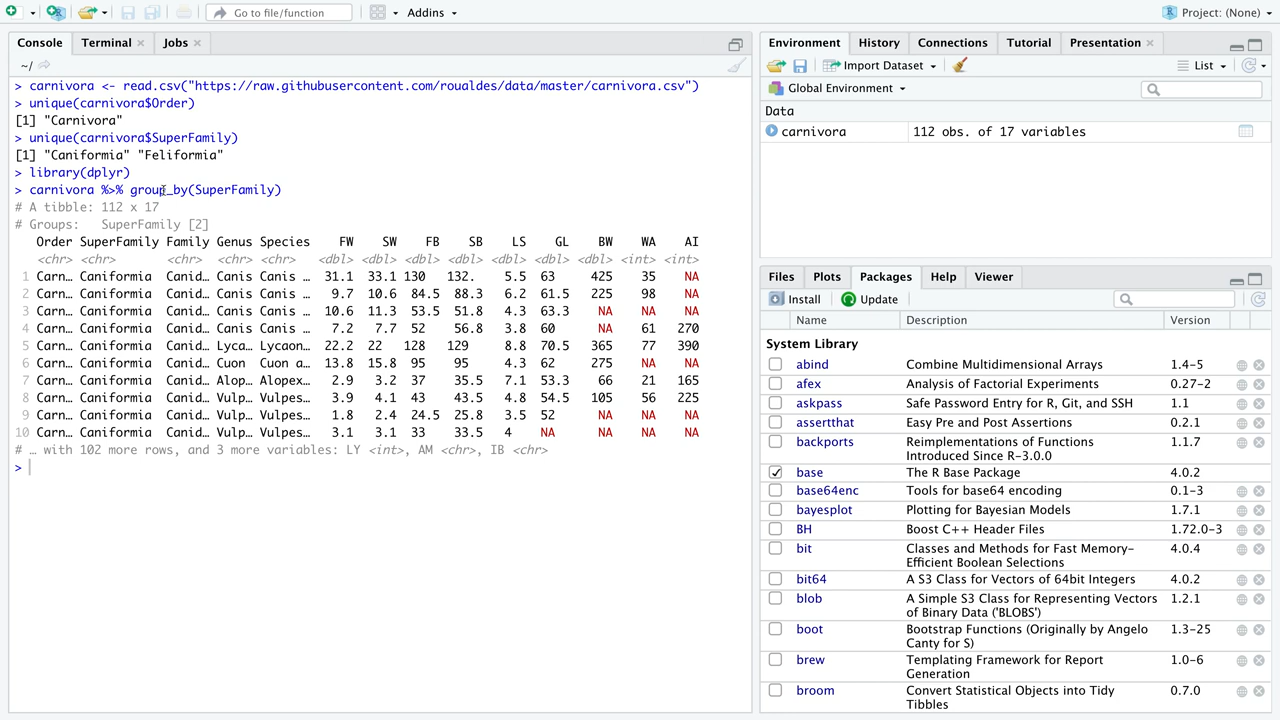 Go to file/function
Addins
Project: (None)
Console
Terminal
Jobs
~/
> carnivora <- read.csv("https://raw.githubusercontent.com/roualdes/data/master/carnivora.csv")
> unique(carnivora$Order)
[1] "Carnivora"
> unique(carnivora$SuperFamily)
[1] "Caniformia" "Feliformia"
> library(dplyr)
> carnivora %>% group_by(SuperFamily)
# A tibble: 112 x 17
# Groups:   SuperFamily [2]
Order SuperFamily Family Genus Species FW SW FB SB LS GL BW WA AI
<chr> <chr> <chr> <chr> <chr> <dbl> <dbl> <dbl> <dbl> <dbl> <dbl> <dbl> <int> <int>
1 Carn… Caniformia Canid… Canis Canis … 31.1 33.1 130 132. 5.5 63 425 35 NA
2 Carn… Caniformia Canid… Canis Canis … 9.7 10.6 84.5 88.3 6.2 61.5 225 98 NA
3 Carn… Caniformia Canid… Canis Canis … 10.6 11.3 53.5 51.8 4.3 63.3 NA NA NA
4 Carn… Caniformia Canid… Canis Canis … 7.2 7.7 52 56.8 3.8 60 NA 61 270
5 Carn… Caniformia Canid… Lyca… Lycaon… 22.2 22 128 129 8.8 70.5 365 77 390
6 Carn… Caniformia Canid… Cuon Cuon a… 13.8 15.8 95 95 4.3 62 275 NA NA
7 Carn… Caniformia Canid… Alop… Alopex… 2.9 3.2 37 35.5 7.1 53.3 66 21 165
8 Carn… Caniformia Canid… Vulp… Vulpes… 3.9 4.1 43 43.5 4.8 54.5 105 56 225
9 Carn… Caniformia Canid… Vulp… Vulpes… 1.8 2.4 24.5 25.8 3.5 52 NA NA NA
10 Carn… Caniformia Canid… Vulp… Vulpes… 3.1 3.1 33 33.5 4 NA NA NA NA
# … with 102 more rows, and 3 more variables: LY <int>, AM <chr>, IB <chr>
>
Environment
History
Connections
Tutorial
Presentation
Import Dataset
List
Global Environment
Data
carnivora 112 obs. of 17 variables
Files
Plots
Packages
Help
Viewer
Install
Update
Name Description Version
System Library
abind Combine Multidimensional Arrays 1.4-5
afex Analysis of Factorial Experiments 0.27-2
askpass Safe Password Entry for R, Git, and SSH 1.1
assertthat Easy Pre and Post Assertions 0.2.1
backports Reimplementations of Functions 1.1.7
Introduced Since R-3.0.0
base The R Base Package 4.0.2
base64enc Tools for base64 encoding 0.1-3
bayesplot Plotting for Bayesian Models 1.7.1
BH Boost C++ Header Files 1.72.0-3
bit Classes and Methods for Fast Memory- 4.0.4
Efficient Boolean Selections
bit64 A S3 Class for Vectors of 64bit Integers 4.0.2
blob A Simple S3 Class for Representing Vectors 1.2.1
of Binary Data ('BLOBS')
boot Bootstrap Functions (Originally by Angelo 1.3-25
Canty for S)
brew Templating Framework for Report 1.0-6
Generation
broom Convert Statistical Objects into Tidy 0.7.0
Tibbles